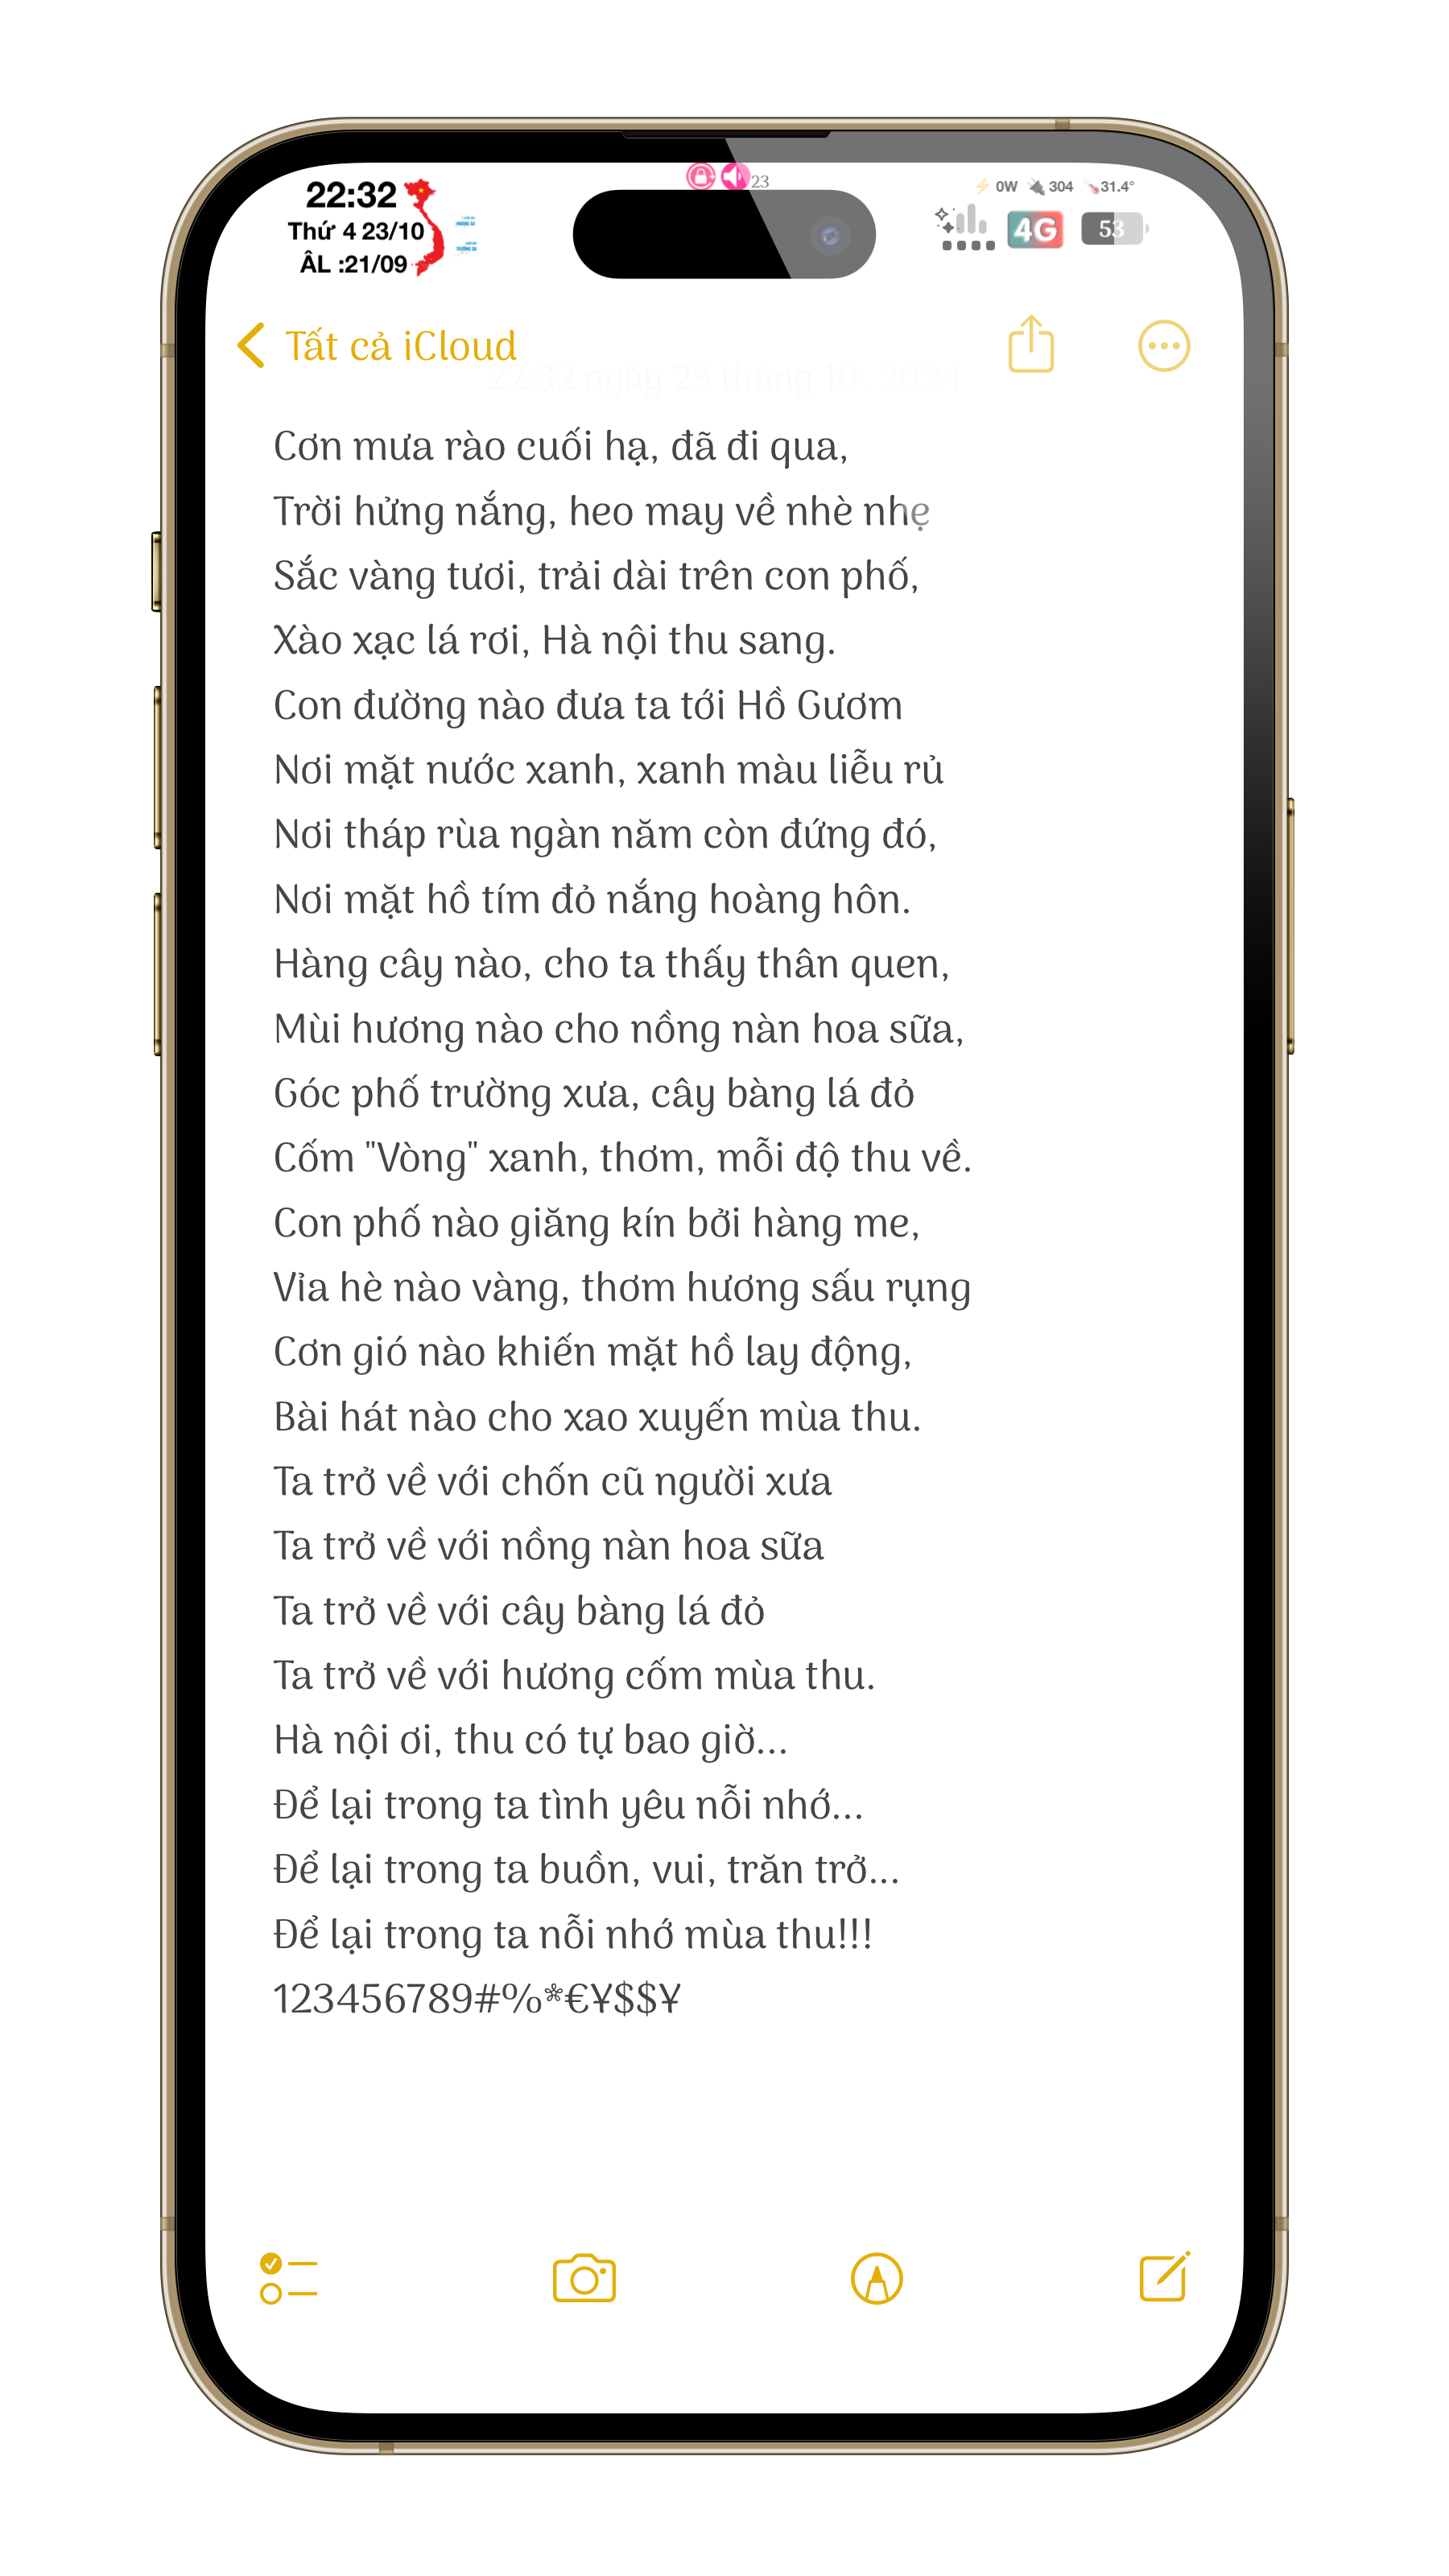 23
⚡ 0W 304 31.4°
22:32
Thứ 4 23/10
ÂL :21/09
HOÀNG SA
TRƯỜNG SA
4G
53
Tất cả iCloud
22:32 ngày 23 tháng 10, 2024
Cơn mưa rào cuối hạ, đã đi qua,
Trời hửng nắng, heo may về nhè nhẹ
Sắc vàng tươi, trải dài trên con phố,
Xào xạc lá rơi, Hà nội thu sang.
Con đường nào đưa ta tới Hồ Gươm
Nơi mặt nước xanh, xanh màu liễu rủ
Nơi tháp rùa ngàn năm còn đứng đó,
Nơi mặt hồ tím đỏ nắng hoàng hôn.
Hàng cây nào, cho ta thấy thân quen,
Mùi hương nào cho nồng nàn hoa sữa,
Góc phố trường xưa, cây bàng lá đỏ
Cốm "Vòng" xanh, thơm, mỗi độ thu về.
Con phố nào giăng kín bởi hàng me,
Vỉa hè nào vàng, thơm hương sấu rụng
Cơn gió nào khiến mặt hồ lay động,
Bài hát nào cho xao xuyến mùa thu.
Ta trở về với chốn cũ người xưa
Ta trở về với nồng nàn hoa sữa
Ta trở về với cây bàng lá đỏ
Ta trở về với hương cốm mùa thu.
Hà nội ơi, thu có tự bao giờ...
Để lại trong ta tình yêu nỗi nhớ...
Để lại trong ta buồn, vui, trăn trở...
Để lại trong ta nỗi nhớ mùa thu!!!
123456789#%*€¥$$¥